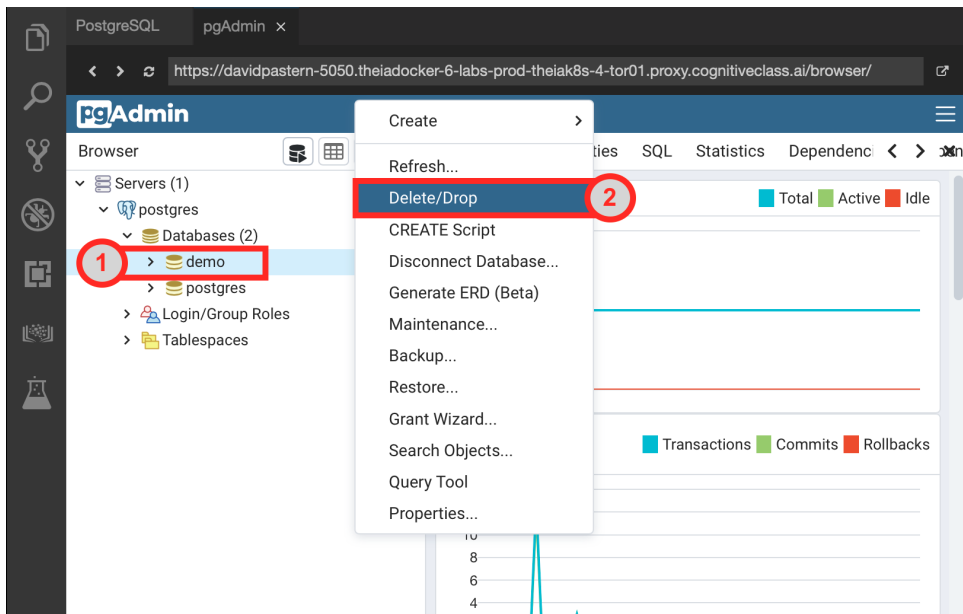 PostgreSQL pgAdmin ×
https://davidpastern-5050.theiadocker-6-labs-prod-theiak8s-4-tor01.proxy.cognitiveclass.ai/browser/
pgAdmin
Browser
ties SQL Statistics Dependenc
Servers (1)
postgres
Databases (2)
1
demo
postgres
Login/Group Roles
Tablespaces
Create
Refresh...
Delete/Drop
2
CREATE Script
Disconnect Database...
Generate ERD (Beta)
Maintenance...
Backup...
Restore...
Grant Wizard...
Search Objects...
Query Tool
Properties...
Total Active Idle
Transactions Commits Rollbacks
10
8
6
4